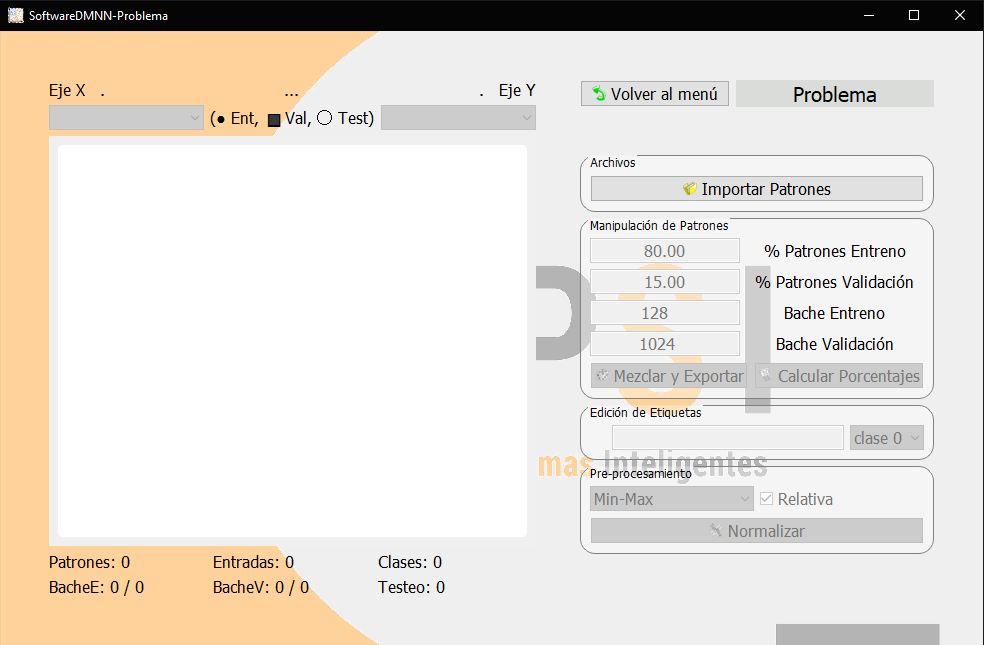 SoftwareDMNN-Problema
Eje X . ... . Eje Y
(● Ent, ■ Val, ○ Test)
Volver al menú
Problema
Archivos
Importar Patrones
Manipulación de Patrones
80.00 % Patrones Entreno
15.00 % Patrones Validación
128 Bache Entreno
1024 Bache Validación
Mezclar y Exportar Calcular Porcentajes
Edición de Etiquetas
clase 0
mas Inteligentes
Pre-procesamiento
Min-Max Relativa
Normalizar
Patrones: 0 Entradas: 0 Clases: 0
BacheE: 0 / 0 BacheV: 0 / 0 Testeo: 0